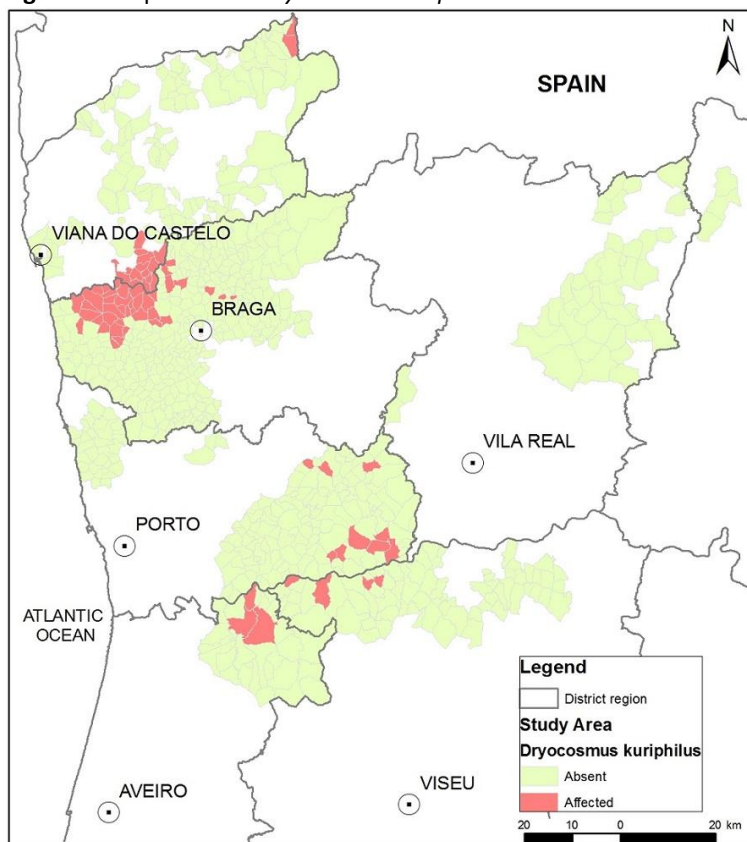 N
SPAIN
VIANA DO CASTELO
BRAGA
VILA REAL
PORTO
ATLANTIC
OCEAN
Legend
District region
Study Area
Dryocosmus kuriphilus
Absent
Affected
AVEIRO
VISEU
20 10 0 20 km